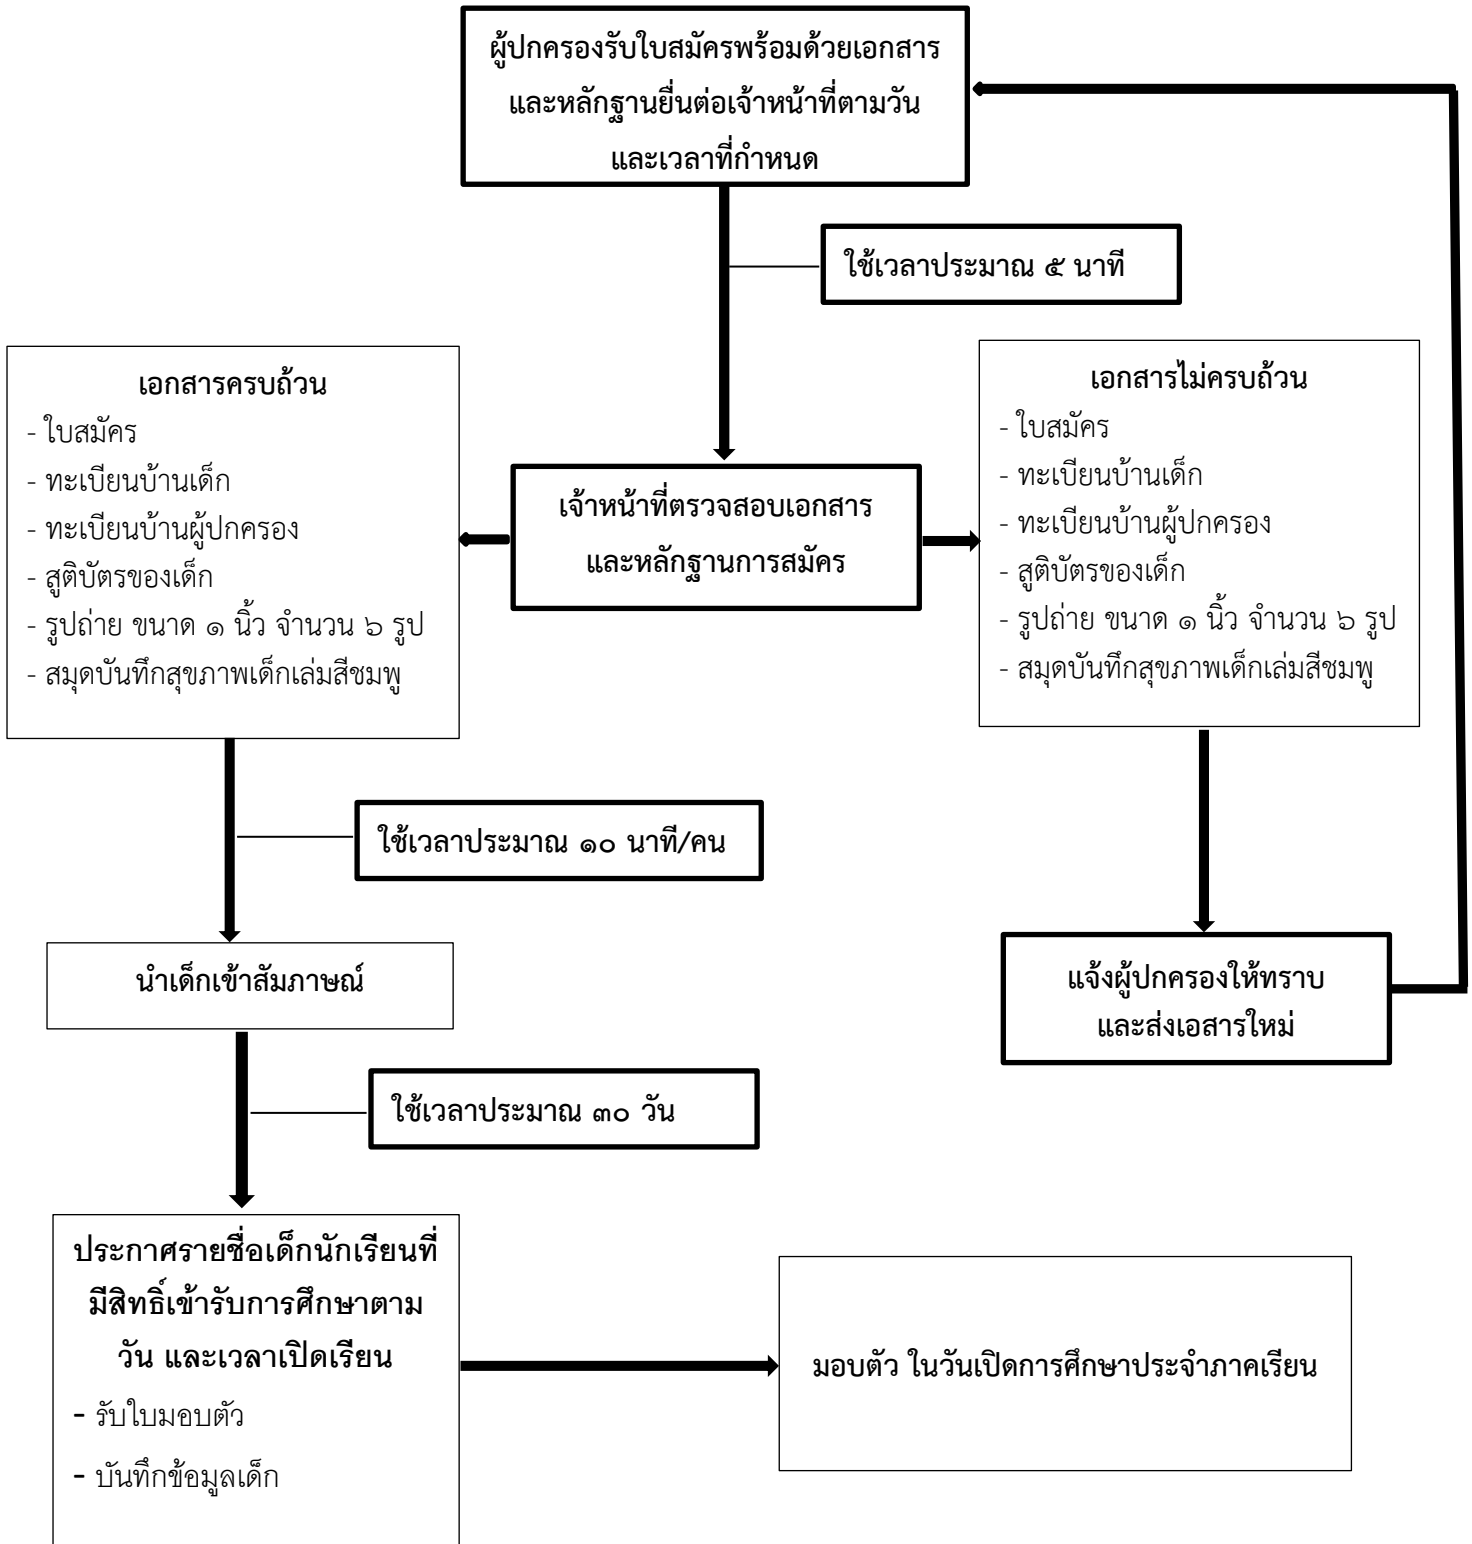 ผู้ปกครองรับใบสมัครพร้อมด้วยเอกสาร
และหลักฐานยื่นต่อเจ้าหน้าที่ตามวัน
และเวลาที่กำหนด
ใช้เวลาประมาณ ๕ นาที
เอกสารครบถ้วน
- ใบสมัคร
- ทะเบียนบ้านเด็ก
- ทะเบียนบ้านผู้ปกครอง
- สูติบัตรของเด็ก
- รูปถ่าย ขนาด ๑ นิ้ว จำนวน ๖ รูป
- สมุดบันทึกสุขภาพเด็กเล่มสีชมพู
เจ้าหน้าที่ตรวจสอบเอกสาร
และหลักฐานการสมัคร
เอกสารไม่ครบถ้วน
- ใบสมัคร
- ทะเบียนบ้านเด็ก
- ทะเบียนบ้านผู้ปกครอง
- สูติบัตรของเด็ก
- รูปถ่าย ขนาด ๑ นิ้ว จำนวน ๖ รูป
- สมุดบันทึกสุขภาพเด็กเล่มสีชมพู
ใช้เวลาประมาณ ๑๐ นาที/คน
นำเด็กเข้าสัมภาษณ์
แจ้งผู้ปกครองให้ทราบ
และส่งเอสารใหม่
ใช้เวลาประมาณ ๓๐ วัน
ประกาศรายชื่อเด็กนักเรียนที่
มีสิทธิ์เข้ารับการศึกษาตาม
วัน และเวลาเปิดเรียน
- รับใบมอบตัว
- บันทึกข้อมูลเด็ก
มอบตัว ในวันเปิดการศึกษาประจำภาคเรียน